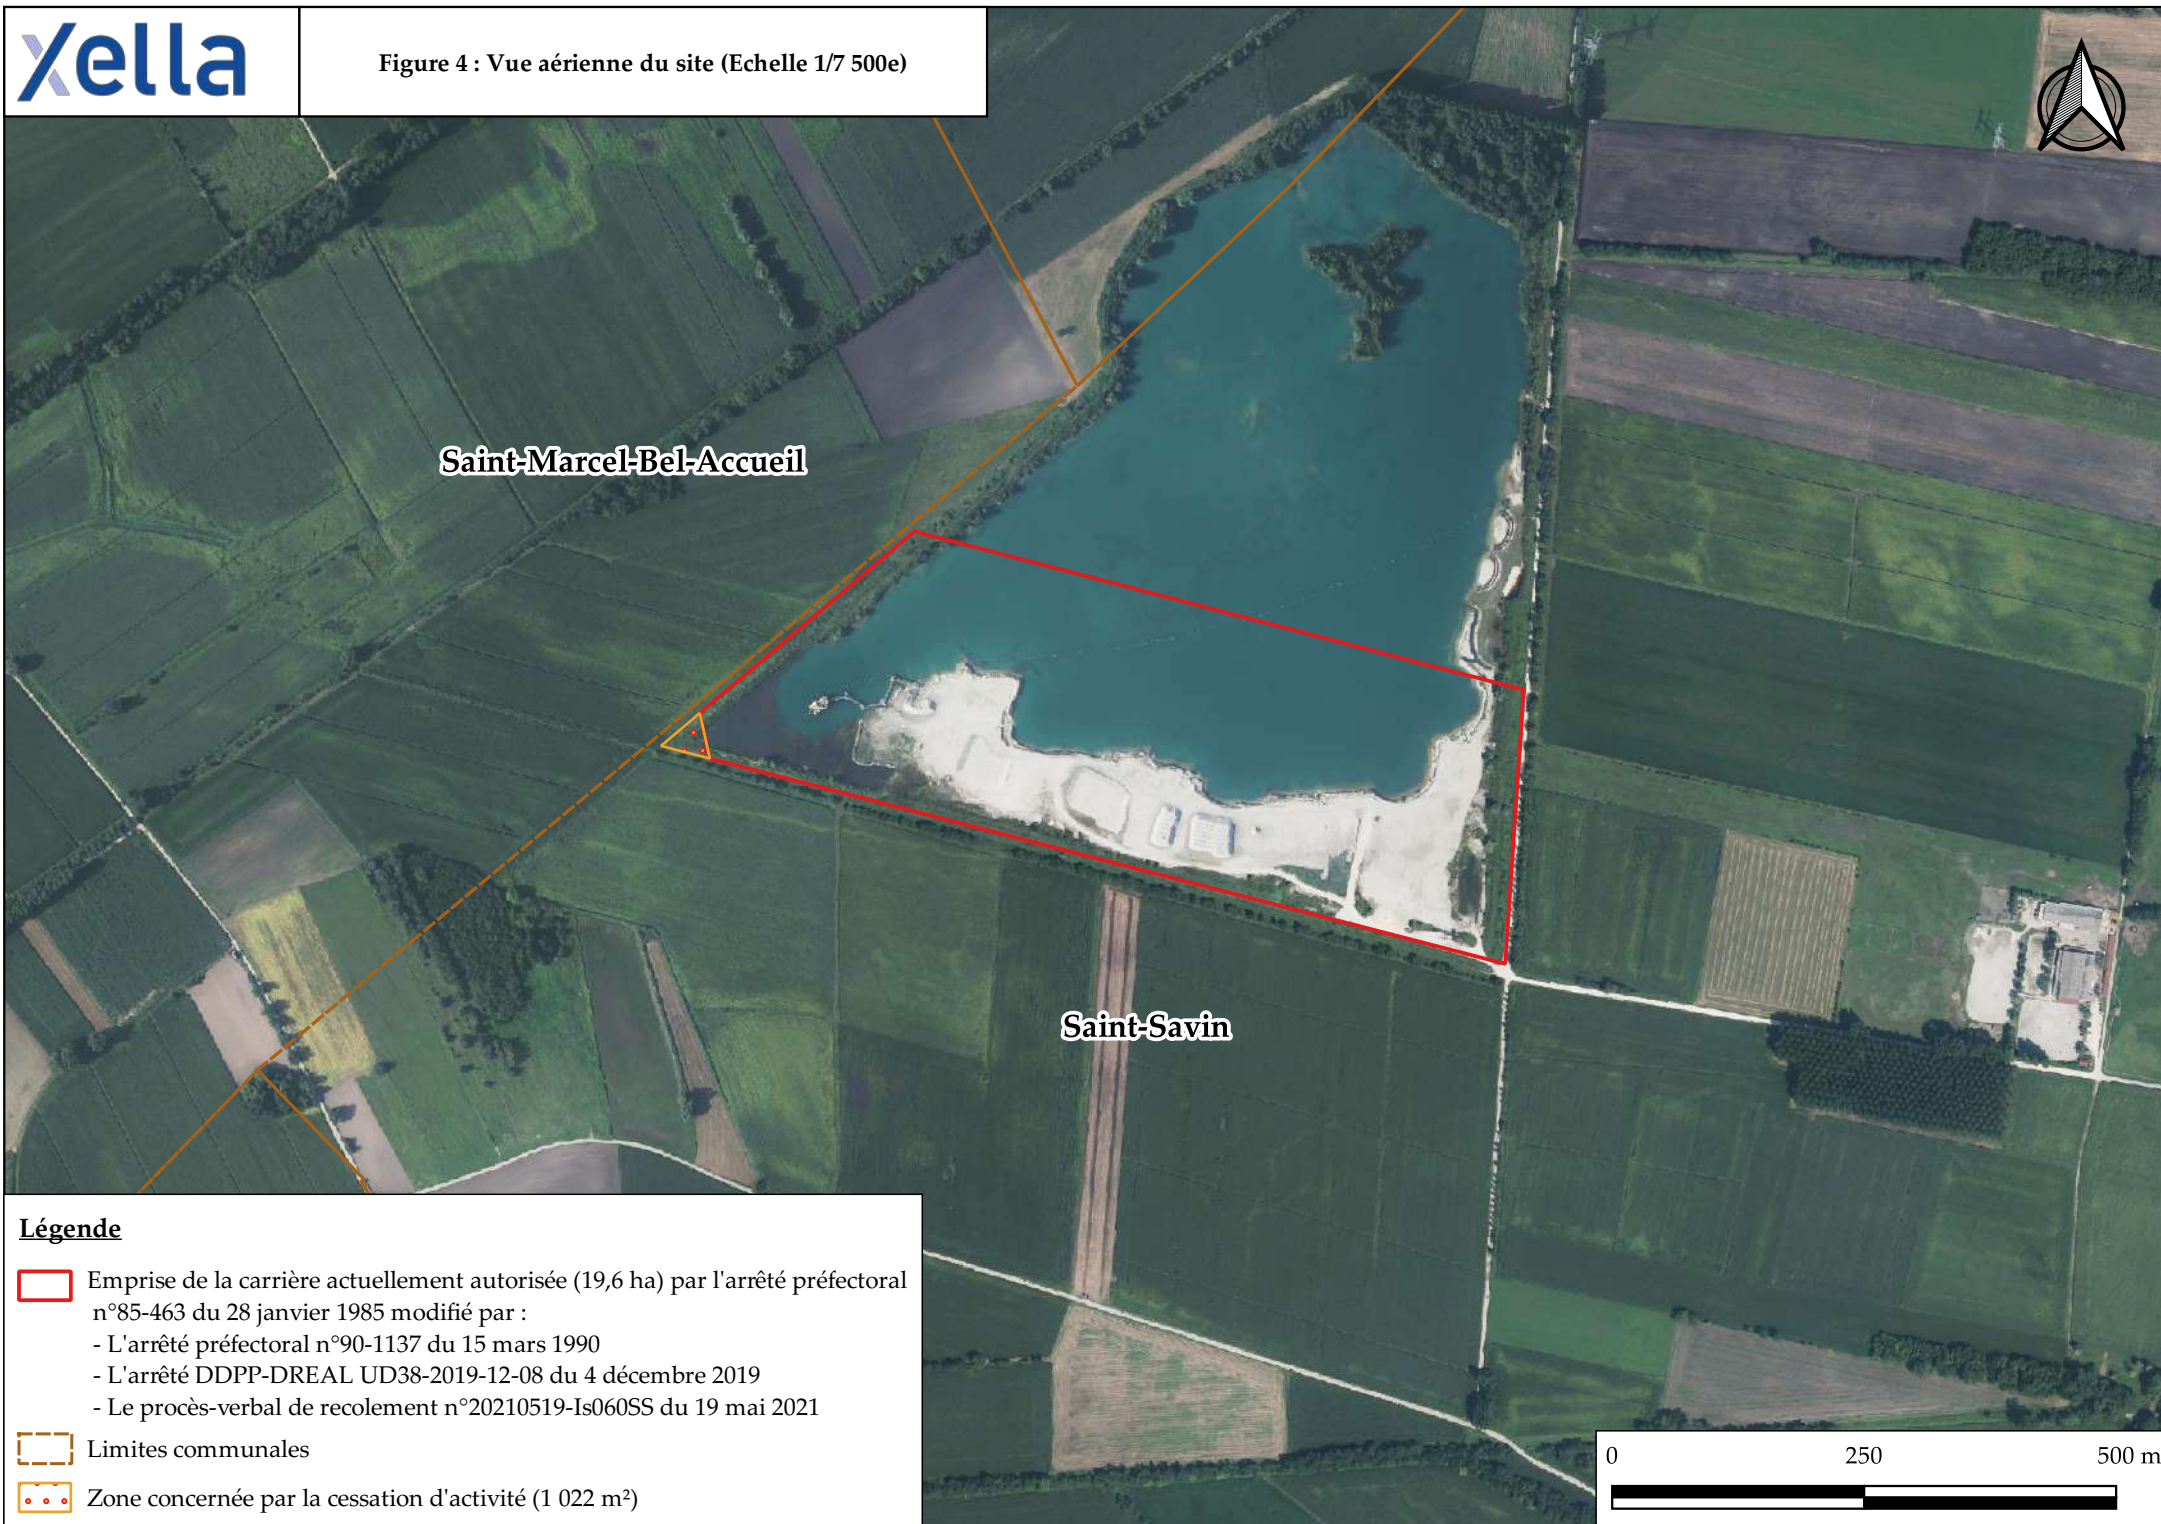 Xella
Figure 4 : Vue aérienne du site (Echelle 1/7 500e)
Saint-Marcel-Bel-Accueil
Saint-Savin
Légende
Emprise de la carrière actuellement autorisée (19,6 ha) par l'arrêté préfectoral
n°85-463 du 28 janvier 1985 modifié par :
- L'arrêté préfectoral n°90-1137 du 15 mars 1990
- L'arrêté DDPP-DREAL UD38-2019-12-08 du 4 décembre 2019
- Le procès-verbal de recolement n°20210519-Is060SS du 19 mai 2021
Limites communales
Zone concernée par la cessation d'activité (1 022 m²)
0 250 500 m